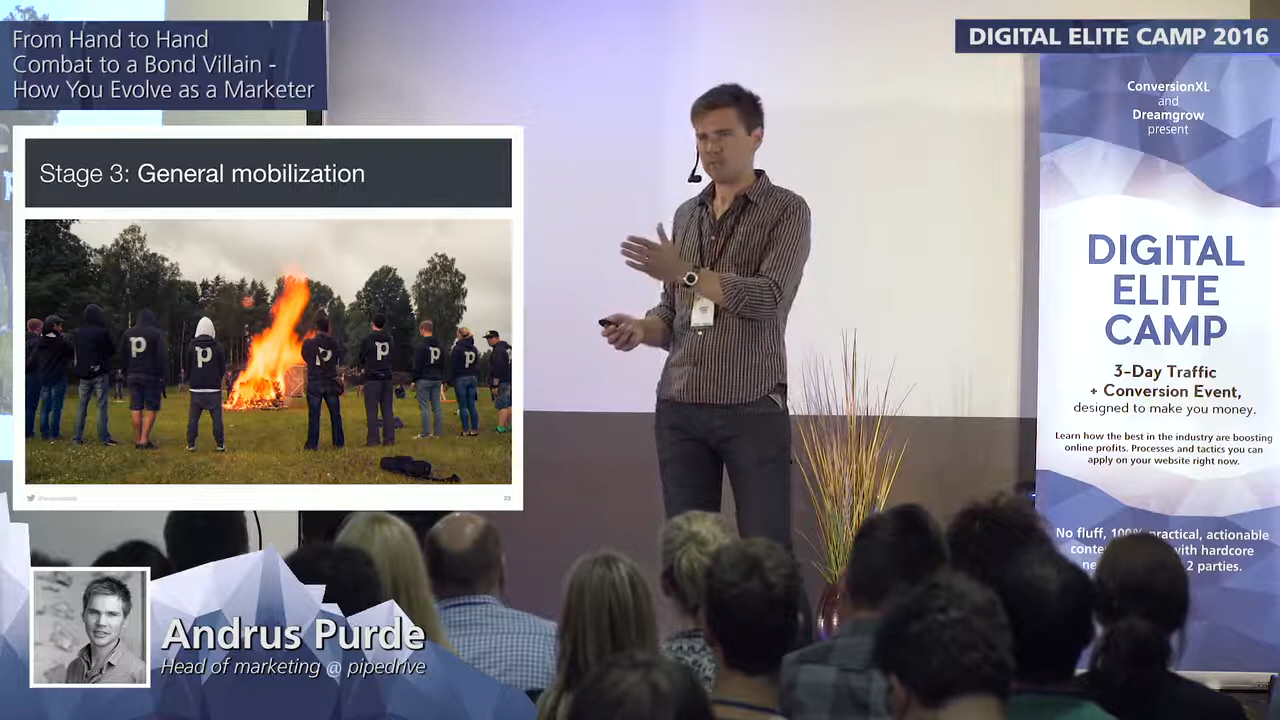 From Hand to Hand
Combat to a Bond Villain -
How You Evolve as a Marketer
DIGITAL ELITE CAMP 2016
Stage 3: General mobilization
p
p
p
p
p
p
p
23
Andrus Purde
Head of marketing @ pipedrive
ConversionXL
and
Dreamgrow
present
DIGITAL
ELITE
CAMP
3-Day Traffic
+ Conversion Event,
designed to make you money.
Learn how the best in the industry are boosting
online profits. Processes and tactics you can
apply on your website right now.
No fluff, 100% practical, actionable
with hardcore
2 parties.